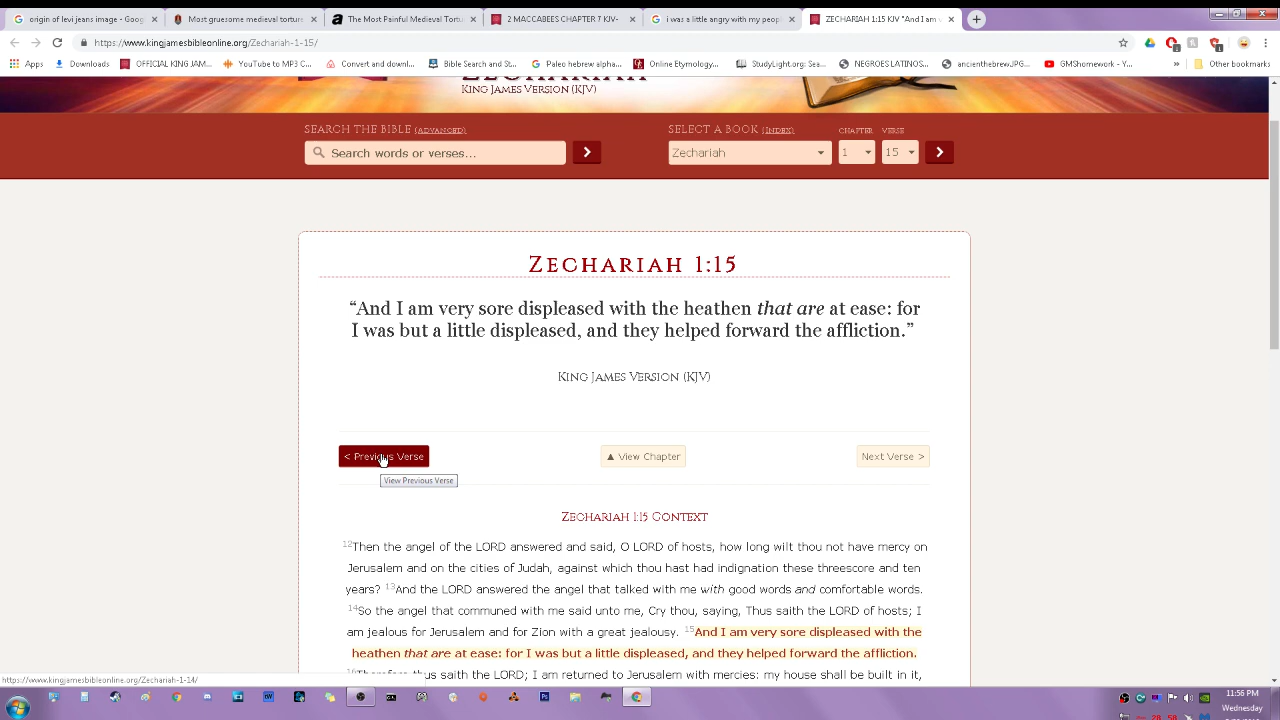 origin of levi jeans image - Goog
Most gruesome medieval torture
The Most Painful Medieval Tortu
2 MACCABEES CHAPTER 7 KJV
i was a little angry with my peopl
ZECHARIAH 1:15 KJV "And I am v
https://www.kingjamesbibleonline.org/Zechariah-1-15/
Apps
Downloads
OFFICIAL KING JAM...
YouTube to MP3 C...
Convert and downl...
Bible Search and S...
Paleo hebrew alpha...
Online Etymology...
StudyLight.org: Sea...
NEGROES LATINOS...
ancienthebrewJPG...
GMShomework - Y...
»
Other bookmarks
ZECHARIAH
KING JAMES VERSION (KJV)
SEARCH THE BIBLE (ADVANCED)
SELECT A BOOK (INDEX)
CHAPTER
VERSE
Search words or verses...
Zechariah
1
15
ZECHARIAH 1:15
“And I am very sore displeased with the heathen that are at ease: for
I was but a little displeased, and they helped forward the affliction.”
KING JAMES VERSION (KJV)
< Previous Verse
▲ View Chapter
Next Verse >
View Previous Verse
ZECHARIAH 1:15 CONTEXT
12Then the angel of the LORD answered and said, O LORD of hosts, how long wilt thou not have mercy on
Jerusalem and on the cities of Judah, against which thou hast had indignation these threescore and ten
years? 13And the LORD answered the angel that talked with me with good words and comfortable words.
14So the angel that communed with me said unto me, Cry thou, saying, Thus saith the LORD of hosts; I
am jealous for Jerusalem and for Zion with a great jealousy. 15And I am very sore displeased with the
heathen that are at ease: for I was but a little displeased, and they helped forward the affliction.
16Therefore thus saith the LORD; I am returned to Jerusalem with mercies: my house shall be built in it,
https://www.kingjamesbibleonline.org/Zechariah-1-14/
11:56 PM
Wednesday